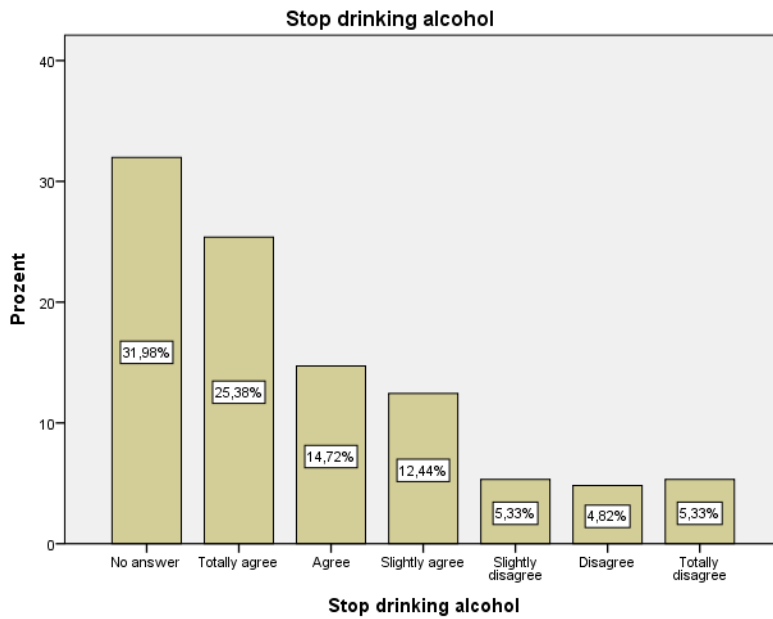 Stop drinking alcohol
Prozent
40
30
20
10
0
31,98%
25,38%
14,72%
12,44%
5,33%
4,82%
5,33%
No answer
Totally agree
Agree
Slightly agree
Slightly
disagree
Disagree
Totally
disagree
Stop drinking alcohol